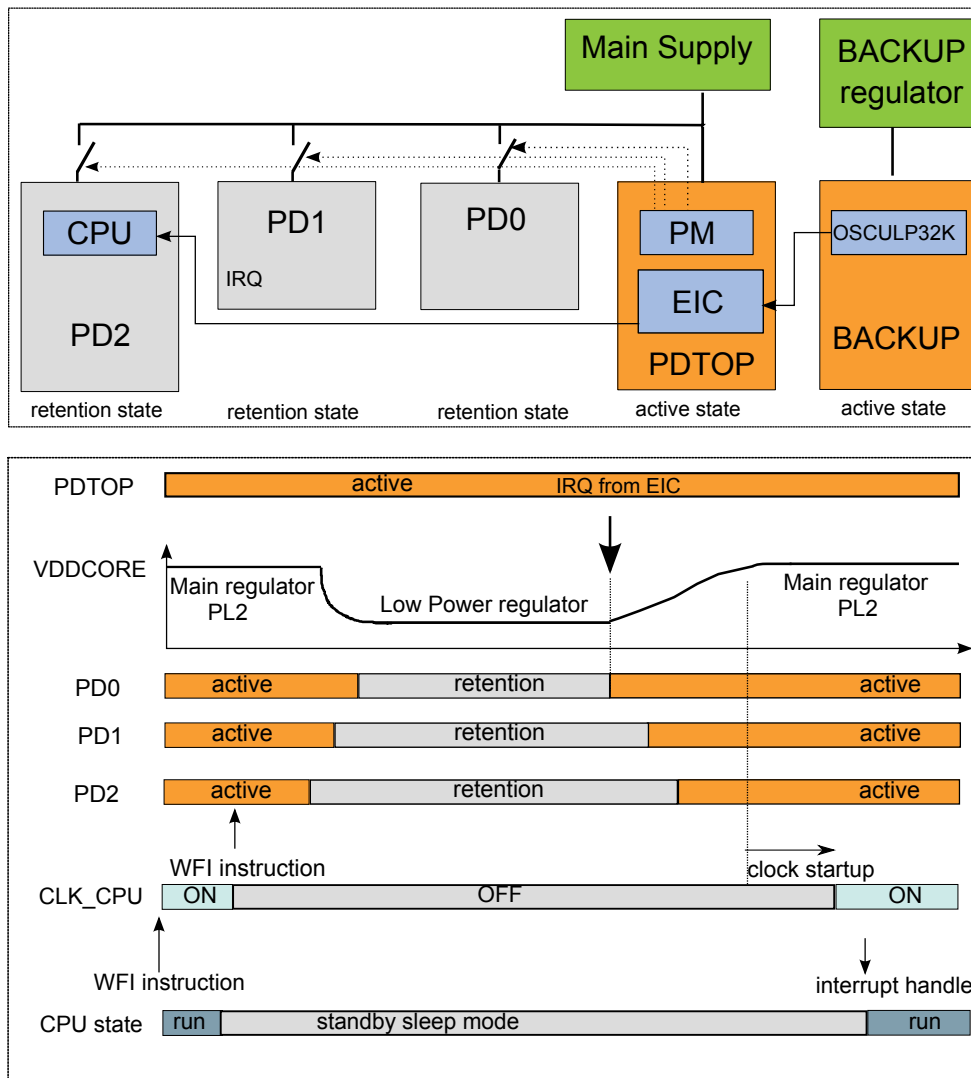 Main Supply
BACKUP
regulator
CPU
PD2
PD1
IRQ
PD0
PM
EIC
PDTOP
OSCULP32K
BACKUP
retention state
retention state
retention state
active state
active state
PDTOP
active
IRQ from EIC
VDDCORE
Main regulator
PL2
Low Power regulator
Main regulator
PL2
PD0
active
retention
active
PD1
active
retention
active
PD2
active
retention
active
WFI instruction
clock startup
CLK_CPU
ON
OFF
ON
WFI instruction
interrupt handle
CPU state
run
standby sleep mode
run